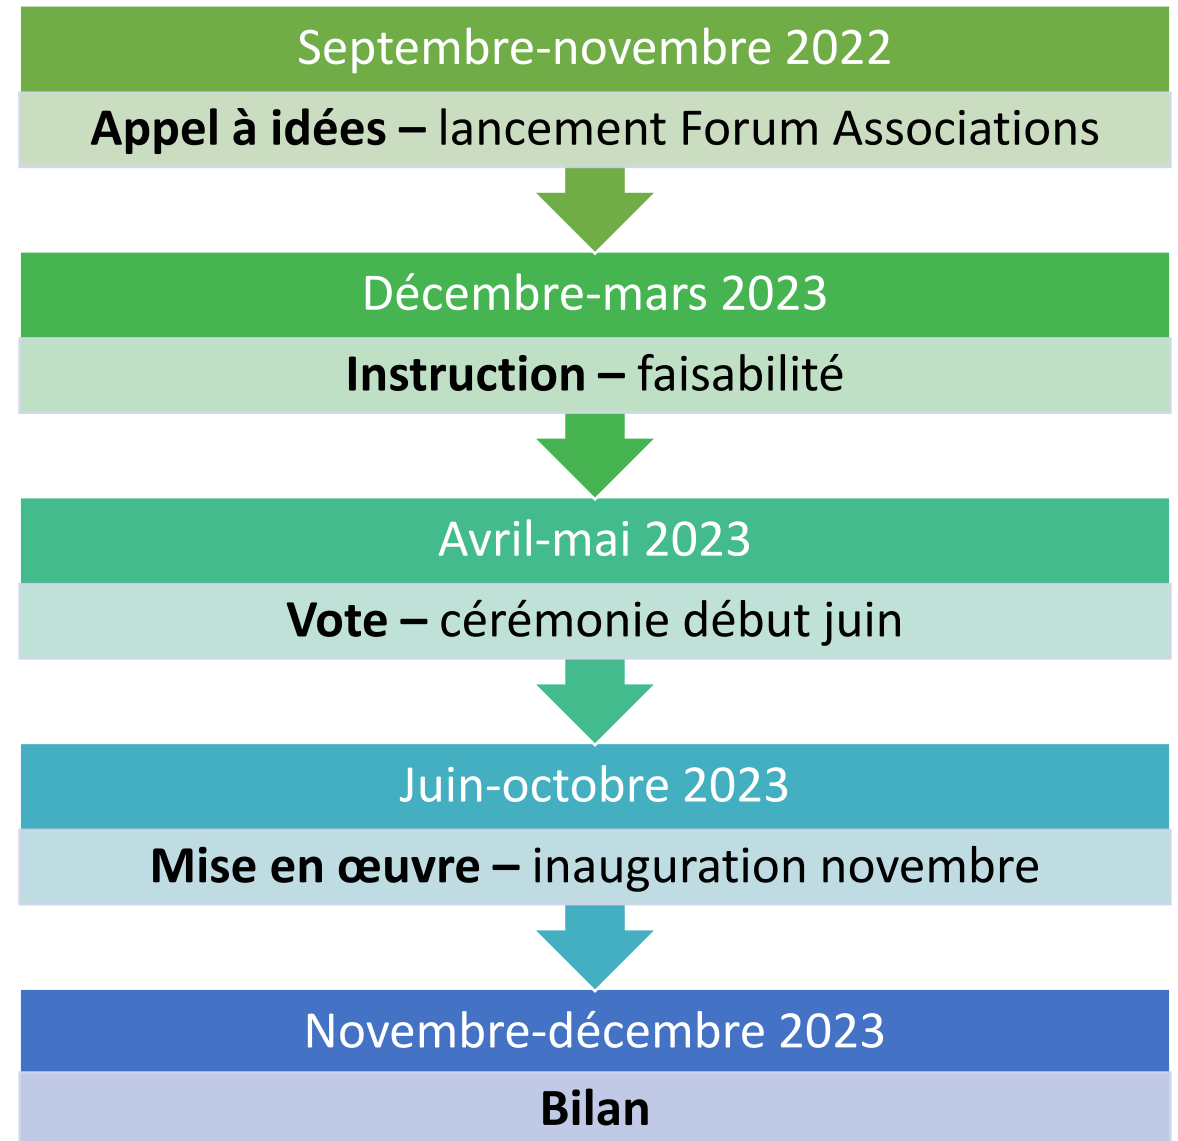 Septembre-novembre 2022
Appel à idées – lancement Forum Associations
Décembre-mars 2023
Instruction – faisabilité
Avril-mai 2023
Vote – cérémonie début juin
Juin-octobre 2023
Mise en œuvre – inauguration novembre
Novembre-décembre 2023
Bilan